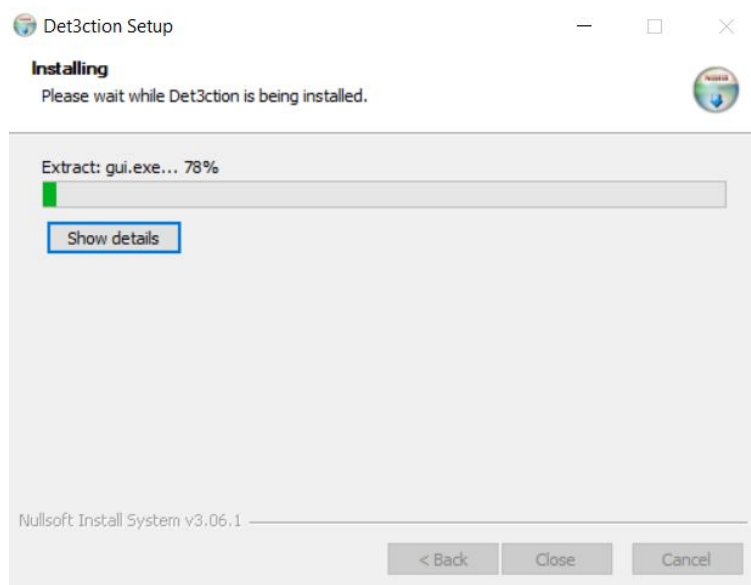 Det3ction Setup
Installing
Please wait while Det3ction is being installed.
Extract: gui.exe... 78%
Show details
Nullsoft Install System v3.06.1
< Back
Close
Cancel